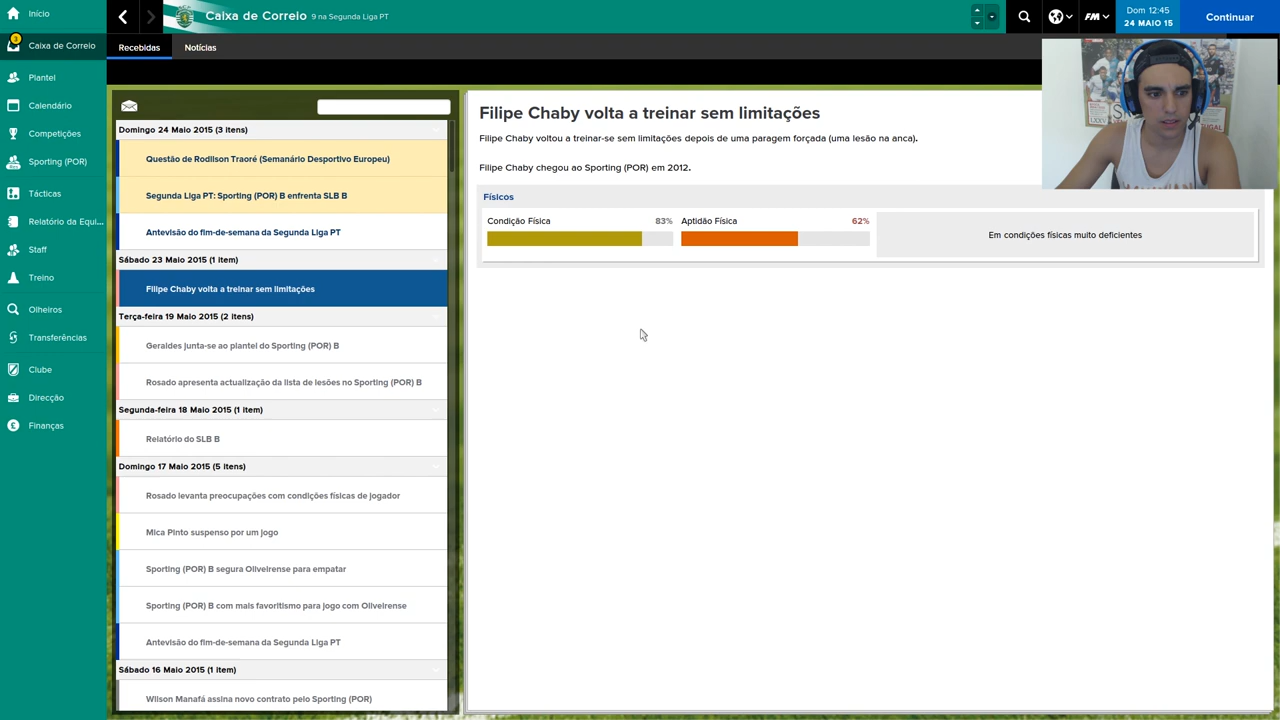 Início
Caixa de Correio
3
Plantel
Calendário
Competições
Sporting (POR)
Tácticas
Relatório da Equi...
Staff
Treino
Olheiros
Transferências
Clube
Direcção
Finanças
Caixa de Correio 9 na Segunda Liga PT
FM
Dom 12:45
24 MAIO 15
Continuar
Recebidas
Notícias
Domingo 24 Maio 2015 (3 itens)
Questão de Rodilson Traoré (Semanário Desportivo Europeu)
Segunda Liga PT: Sporting (POR) B enfrenta SLB B
Antevisão do fim-de-semana da Segunda Liga PT
Sábado 23 Maio 2015 (1 item)
Filipe Chaby volta a treinar sem limitações
Terça-feira 19 Maio 2015 (2 itens)
Geraldes junta-se ao plantel do Sporting (POR) B
Rosado apresenta actualização da lista de lesões no Sporting (POR) B
Segunda-feira 18 Maio 2015 (1 item)
Relatório do SLB B
Domingo 17 Maio 2015 (5 itens)
Rosado levanta preocupações com condições físicas de jogador
Mica Pinto suspenso por um jogo
Sporting (POR) B segura Oliveirense para empatar
Sporting (POR) B com mais favoritismo para jogo com Oliveirense
Antevisão do fim-de-semana da Segunda Liga PT
Sábado 16 Maio 2015 (1 item)
Wilson Manafá assina novo contrato pelo Sporting (POR)
Filipe Chaby volta a treinar sem limitações
Filipe Chaby voltou a treinar-se sem limitações depois de uma paragem forçada (uma lesão na anca).
Filipe Chaby chegou ao Sporting (POR) em 2012.
Físicos
Condição Física 83%
Aptidão Física 62%
Em condições físicas muito deficientes